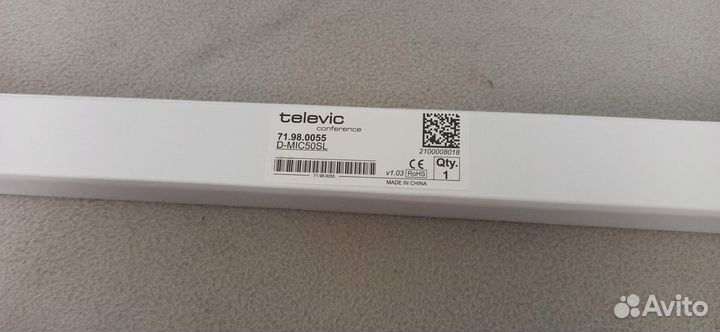 televic
conference
71.98.0055
D-MIC50SL
71.98.0055
2100008018
CE
v1.03 RoHS
MADE IN CHINA
Qty.
1
Avito